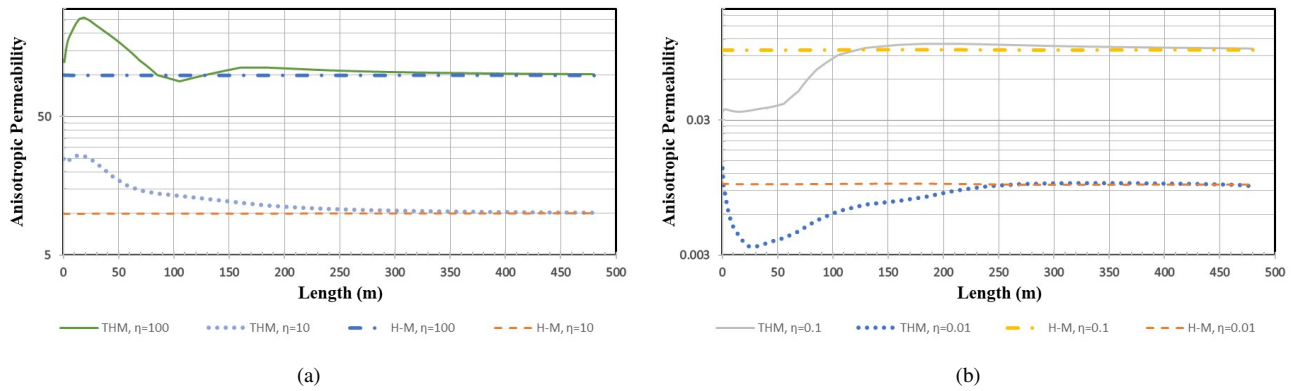 Anisotropic Permeability
50
5
0 50 100 150 200 250 300 350 400 450 500
Length (m)
THM, η=100 THM, η=10 H-M, η=100 H-M, η=10
(a)
Anisotropic Permeability
0.03
0.003
0 50 100 150 200 250 300 350 400 450 500
Length (m)
THM, η=0.1 THM, η=0.01 H-M, η=0.1 H-M, η=0.01
(b)